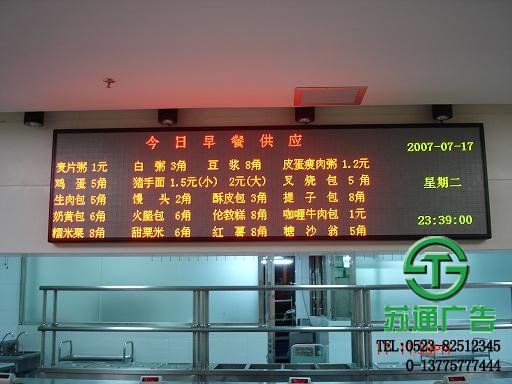 今日早餐供应
2007-07-17
麦片粥 1元 白粥 3角 豆浆 8角 皮蛋瘦肉粥 1.2元
鸡蛋 5角 猪手面 1.5元(小) 2元(大) 叉烧包 5角
星期二
生肉包 5角 馒头 2角 酥皮包 3角 提子包 8角
奶黄包 6角 火腿包 6角 伦教糕 8角 咖喱牛肉包 1元
23:39:00
糯米粟 8角 甜粟米 6角 红薯 8角 糖沙翁 5角
苏通广告
TEL:0523-82512345
0-13775777444